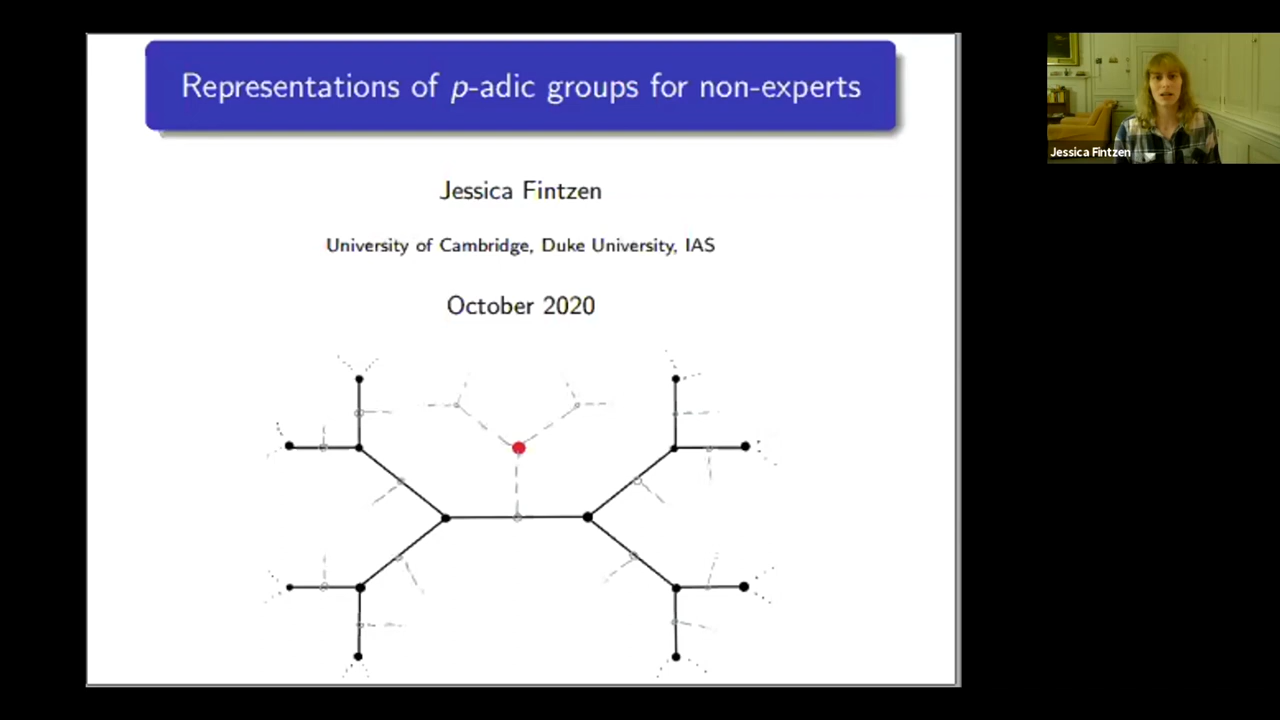 Representations of p-adic groups for non-experts
Jessica Fintzen
University of Cambridge, Duke University, IAS
October 2020
Jessica Fintzen